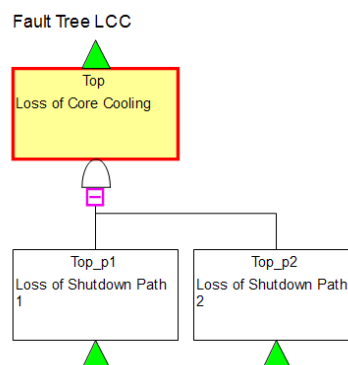 Fault Tree LCC
Top
Loss of Core Cooling
Top_p1
Loss of Shutdown Path
1
Top_p2
Loss of Shutdown Path
2